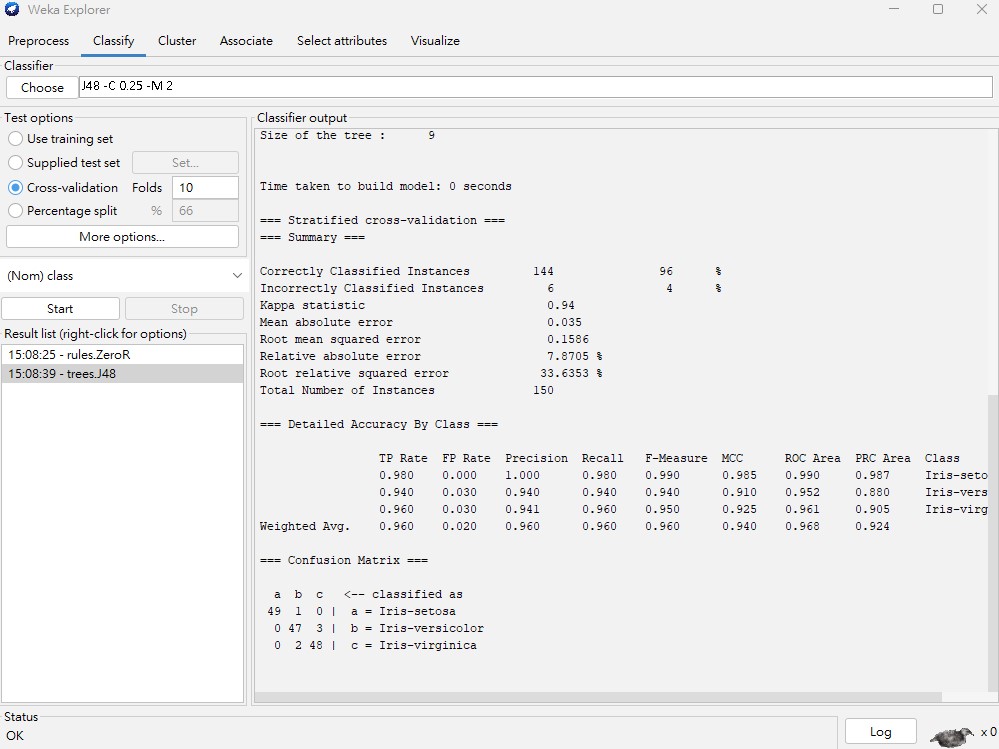 Weka Explorer
Preprocess Classify Cluster Associate Select attributes Visualize
Classifier
Choose J48 -C 0.25 -M 2
Test options
Use training set
Supplied test set Set...
Cross-validation Folds 10
Percentage split % 66
More options...
(Nom) class
Start Stop
Result list (right-click for options)
15:08:25 - rules.ZeroR
15:08:39 - trees.J48
Classifier output
Size of the tree : 9
Time taken to build model: 0 seconds
=== Stratified cross-validation ===
=== Summary ===
Correctly Classified Instances 144 96 %
Incorrectly Classified Instances 6 4 %
Kappa statistic 0.94
Mean absolute error 0.035
Root mean squared error 0.1586
Relative absolute error 7.8705 %
Root relative squared error 33.6353 %
Total Number of Instances 150
=== Detailed Accuracy By Class ===
TP Rate FP Rate Precision Recall F-Measure MCC ROC Area PRC Area Class
0.980 0.000 1.000 0.980 0.990 0.985 0.990 0.987 Iris-seto
0.940 0.030 0.940 0.940 0.940 0.910 0.952 0.880 Iris-vers
0.960 0.030 0.941 0.960 0.950 0.925 0.961 0.905 Iris-virg
Weighted Avg. 0.960 0.020 0.960 0.960 0.960 0.940 0.968 0.924
=== Confusion Matrix ===
a b c <-- classified as
49 1 0 | a = Iris-setosa
0 47 3 | b = Iris-versicolor
0 2 48 | c = Iris-virginica
Status
OK
Log x 0